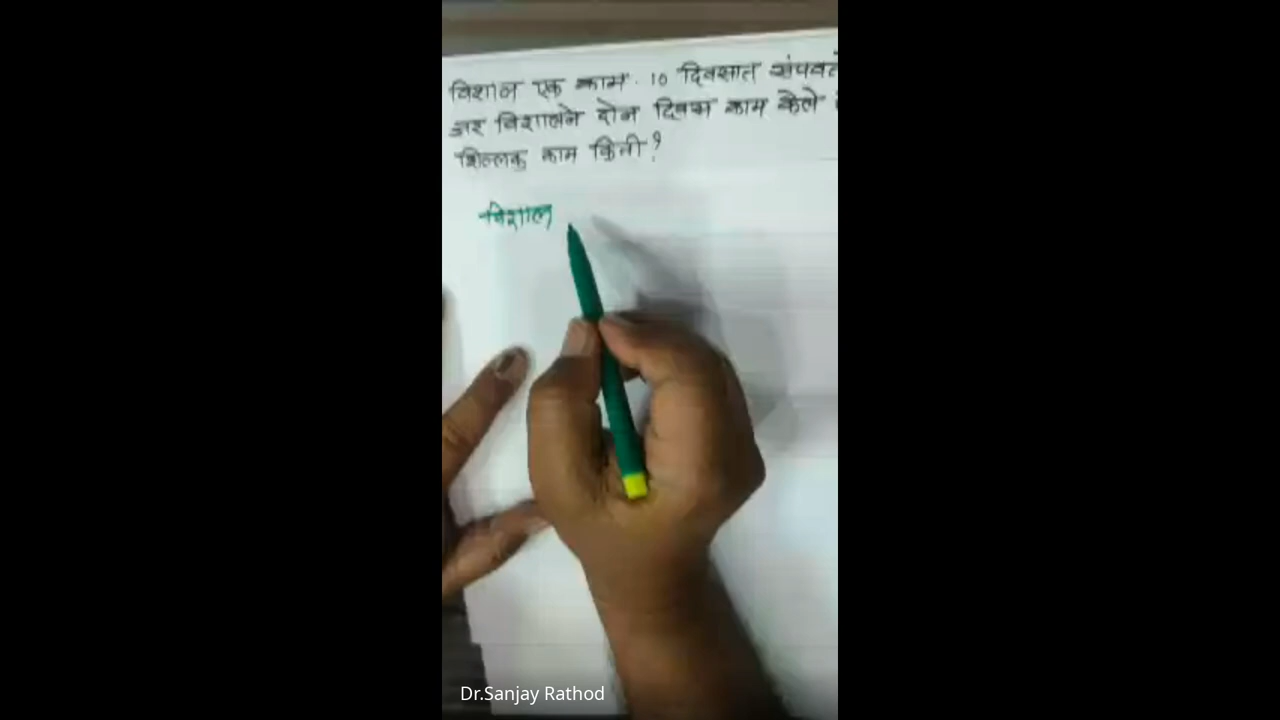 विशाल एक काम 10 दिवसात संपवतो
जर विशालने दोन दिवस काम केले
शिल्लक काम किती?
विशाल
Dr.Sanjay Rathod